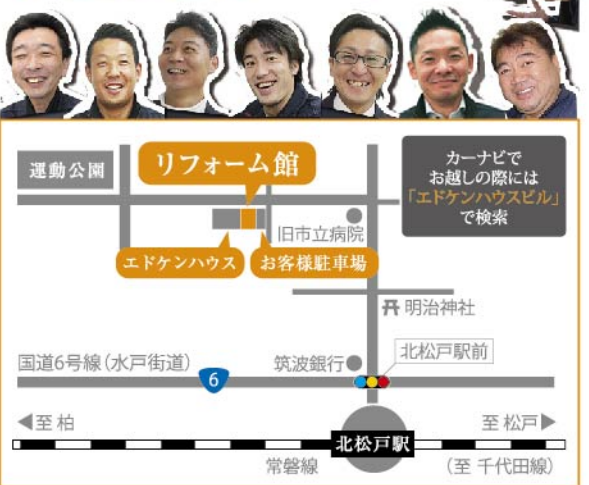 運動公園
リフォーム館
カーナビで
お越しの際には
「エドケンハウスビル」
で検索
旧市立病院
エドケンハウス
お客様駐車場
明治神社
北松戸駅前
国道6号線(水戸街道)
6
筑波銀行
◀至 柏
至 松戸▶
北松戸駅
常磐線
(至 千代田線)